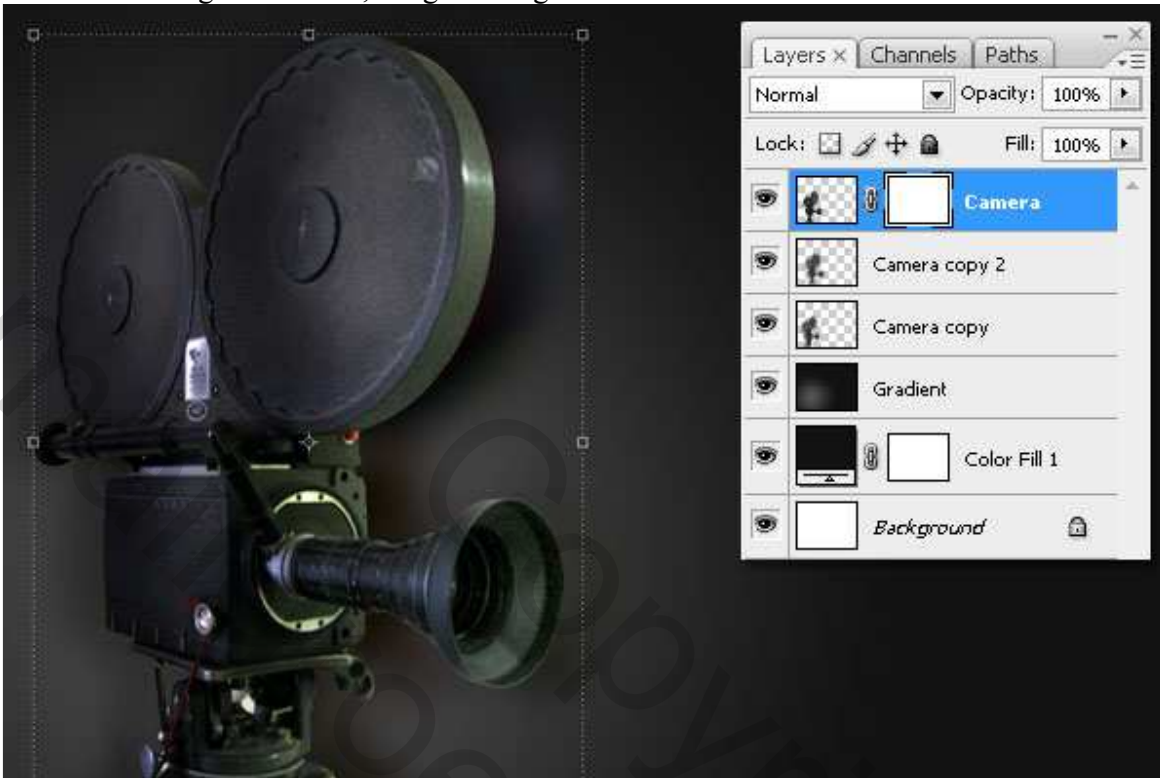 Layers × Channels Paths
Normal Opacity: 100%
Lock: Fill: 100%
Camera
Camera copy 2
Camera copy
Gradient
Color Fill 1
Background
Copyri